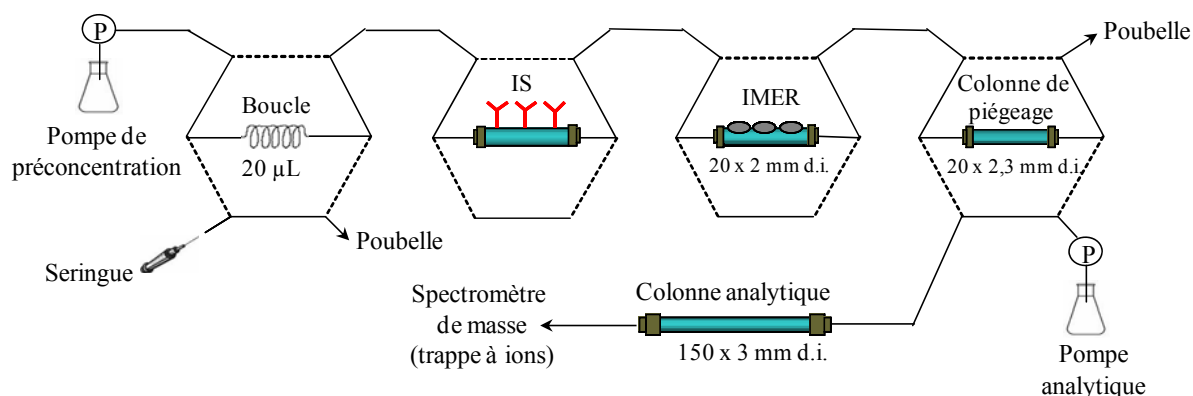 P
Pompe de
préconcentration
Boucle
20 µL
Seringue
Poubelle
IS
IMER
20 x 2 mm d.i.
Poubelle
Colonne de
piégeage
20 x 2,3 mm d.i.
P
Pompe
analytique
Colonne analytique
150 x 3 mm d.i.
Spectromètre
de masse
(trappe à ions)